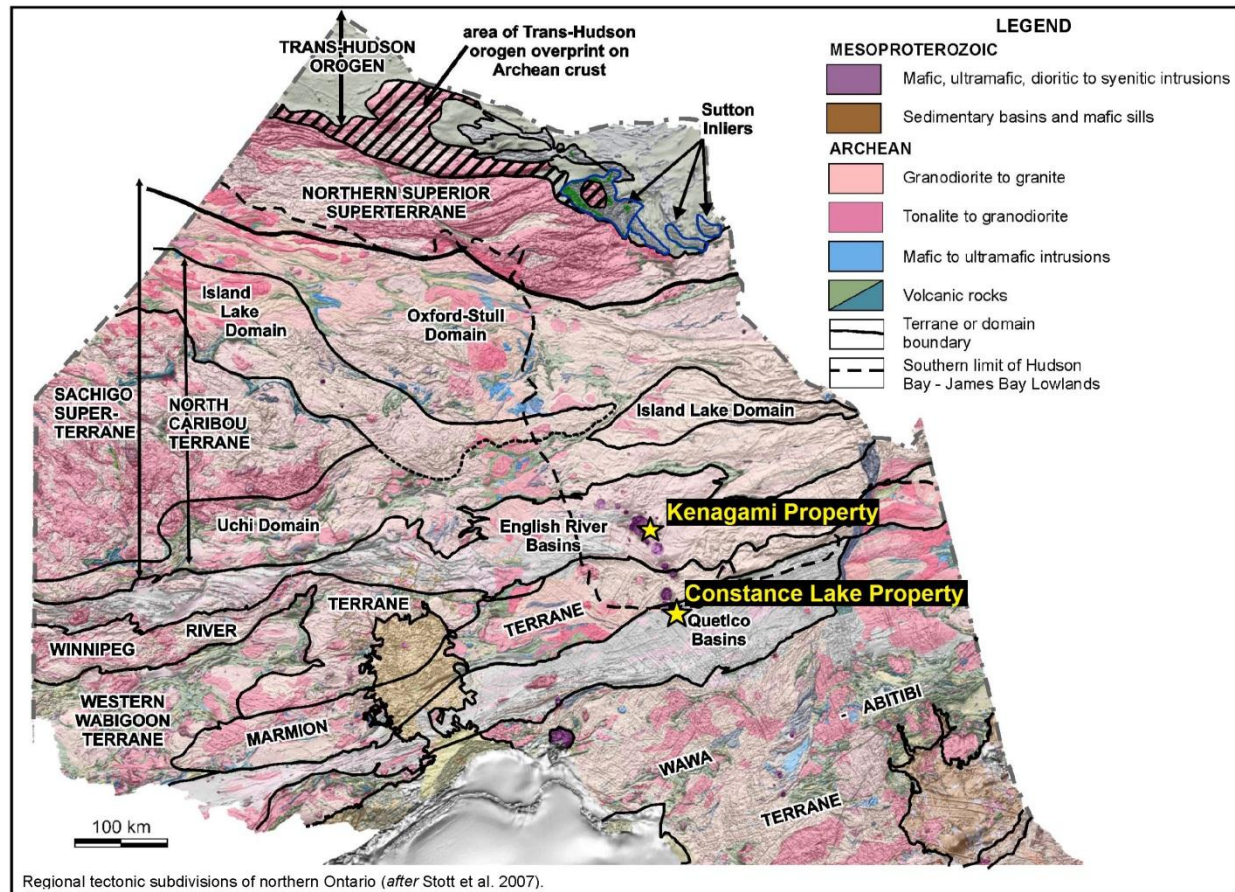 TRANS-HUDSON
OROGEN
area of Trans-Hudson
orogen overprint on
Archean crust
Sutton
Inliers
NORTHERN SUPERIOR
SUPERTERRANE
Island
Lake
Domain
Oxford-Stull
Domain
SACHIGO
SUPER-
TERRANE
NORTH
CARIBOU
TERRANE
Island Lake Domain
Uchi Domain
English River
Basins
Kenagami Property
Constance Lake Property
Quetico
Basins
TERRANE
TERRANE
RIVER
WINNIPEG
WESTERN
WABIGOON
TERRANE
MARMION
WAWA
- ABITIBI
TERRANE
100 km
Regional tectonic subdivisions of northern Ontario (after Stott et al. 2007).
LEGEND
MESOPROTEROZOIC
Mafic, ultramafic, dioritic to syenitic intrusions
Sedimentary basins and mafic sills
ARCHEAN
Granodiorite to granite
Tonalite to granodiorite
Mafic to ultramafic intrusions
Volcanic rocks
Terrane or domain
boundary
Southern limit of Hudson
Bay - James Bay Lowlands